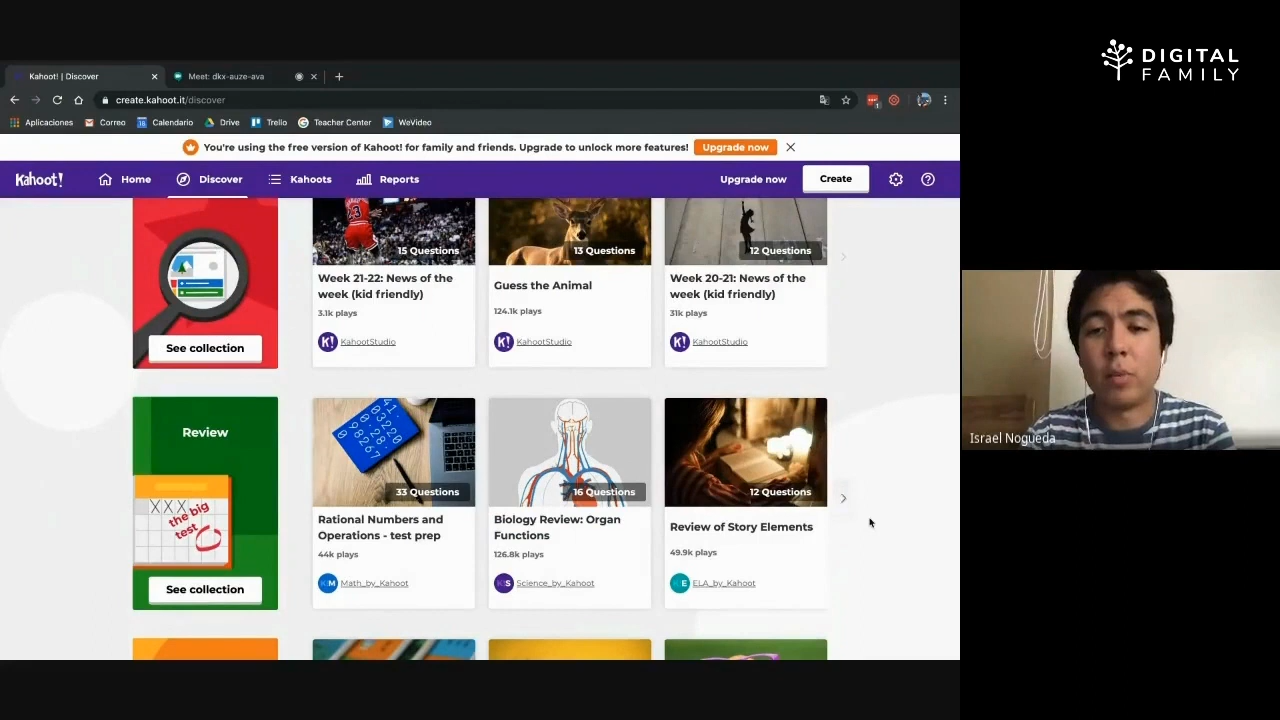 DIGITAL
FAMILY
Kahoot! | Discover
Meet: dkx-auze-ava
create.kahoot.it/discover
Aplicaciones
Correo
Calendario
Drive
Trello
Teacher Center
WeVideo
You're using the free version of Kahoot! for family and friends. Upgrade to unlock more features!
Upgrade now
Kahoot!
Home
Discover
Kahoots
Reports
Upgrade now
Create
See collection
23
15 Questions
Week 21-22: News of the
week (kid friendly)
3.1k plays
K!
KahootStudio
13 Questions
Guess the Animal
124.1k plays
K!
KahootStudio
12 Questions
Week 20-21: News of the
week (kid friendly)
31k plays
K!
KahootStudio
Israel Nogueda
Review
XXX
the big
test
See collection
33 Questions
Rational Numbers and
Operations - test prep
44k plays
Math_by_Kahoot
16 Questions
Biology Review: Organ
Functions
126.8k plays
Science_by_Kahoot
12 Questions
Review of Story Elements
49.9k plays
ELA_by_Kahoot